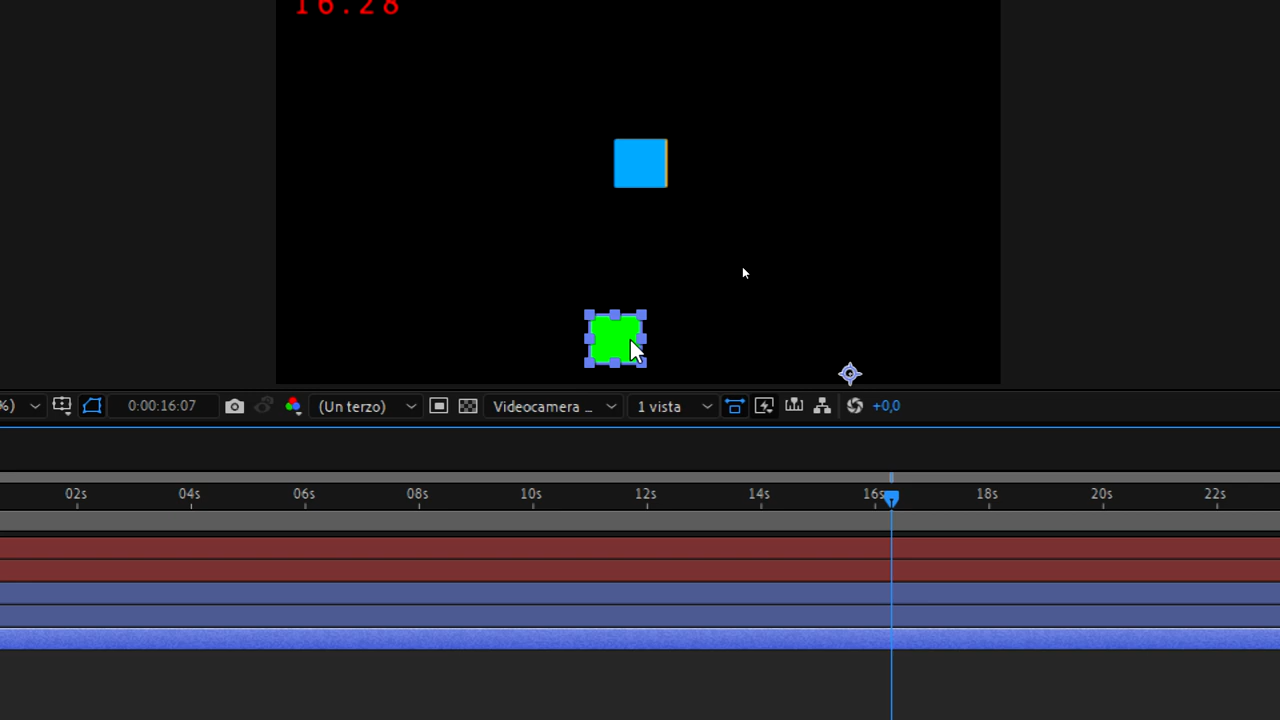 16.28
%)
0:00:16:07
(Un terzo)
Videocamera ...
1 vista
+0,0
02s 04s 06s 08s 10s 12s 14s 16s 18s 20s 22s